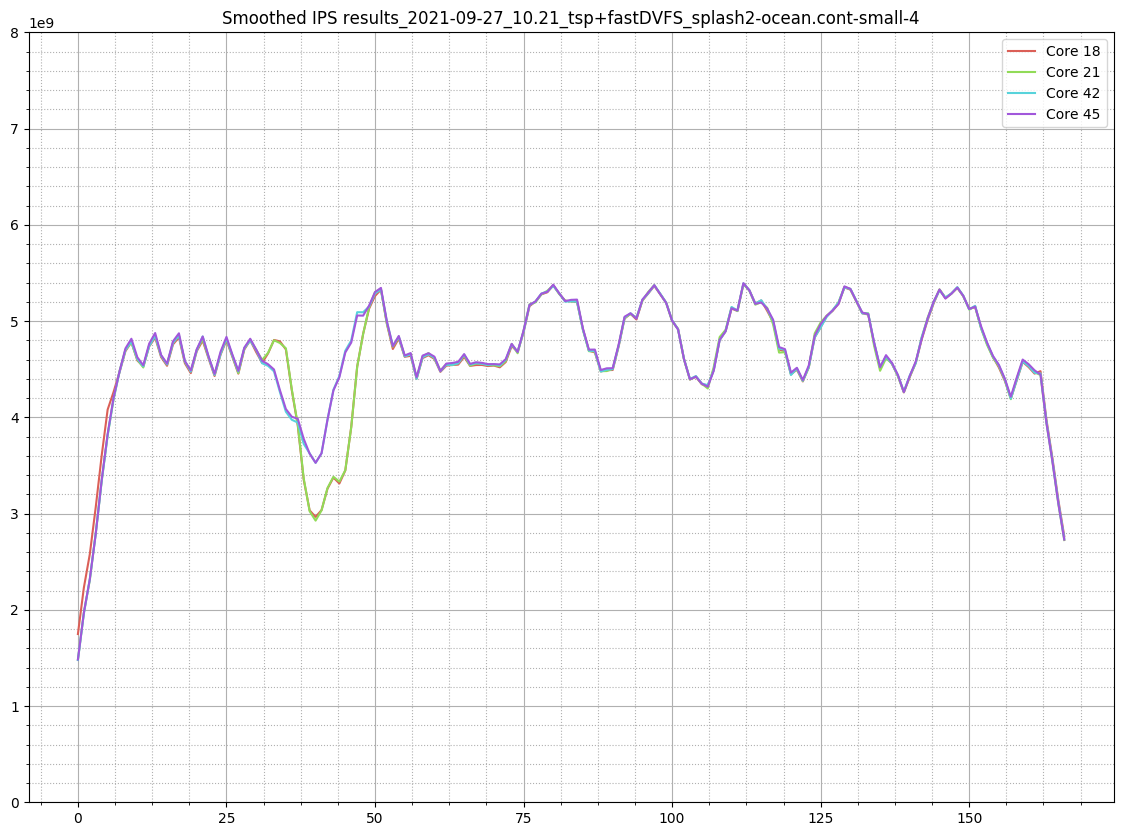 Smoothed IPS results_2021-09-27_10.21_tsp+fastDVFS_splash2-ocean.cont-small-4
1e9
8
7
6
5
4
3
2
1
0
0 25 50 75 100 125 150
Core 18
Core 21
Core 42
Core 45